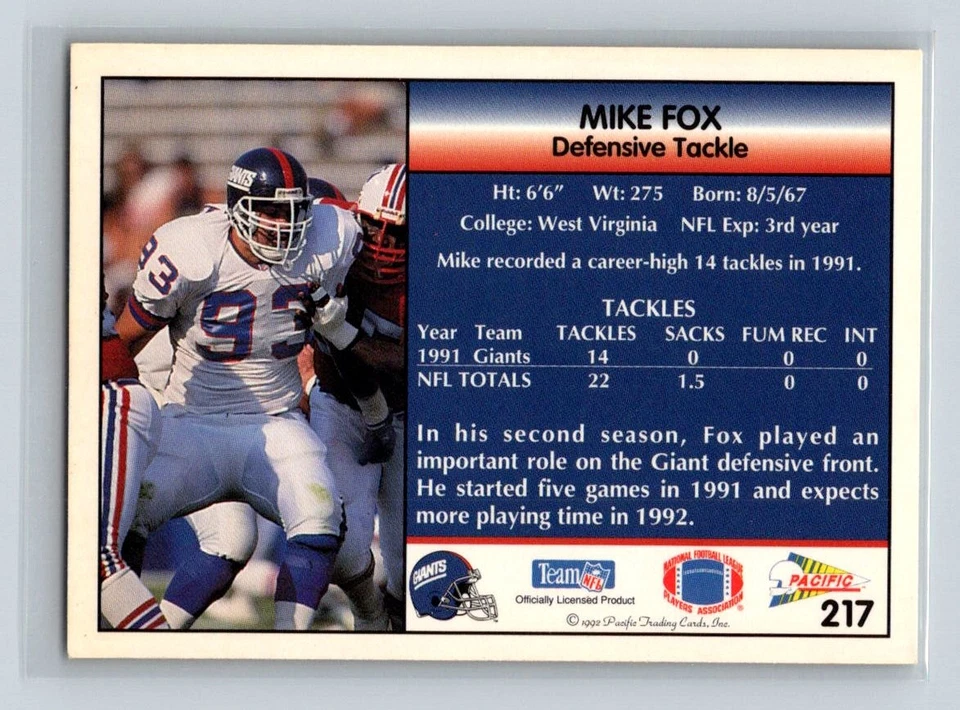 MIKE FOX
Defensive Tackle
Ht: 6'6" Wt: 275 Born: 8/5/67
College: West Virginia NFL Exp: 3rd year
Mike recorded a career-high 14 tackles in 1991.
TACKLES
Year Team TACKLES SACKS FUM REC INT
1991 Giants 14 0 0 0
NFL TOTALS 22 1.5 0 0
In his second season, Fox played an
important role on the Giant defensive front.
He started five games in 1991 and expects
more playing time in 1992.
GIANTS
93
93
GIANTS
Team NFL
Officially Licensed Product
NATIONAL FOOTBALL LEAGUE
PLAYERS ASSOCIATION
PACIFIC
217
© 1992 Pacific Trading Cards, Inc.